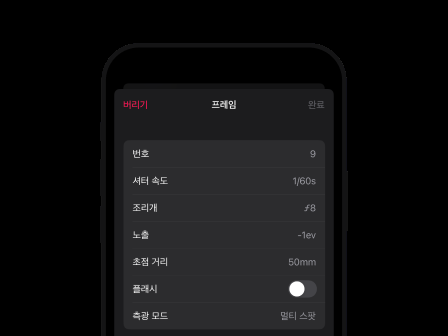 버리기 프레임 완료
번호 9
셔터 속도 1/60s
조리개 ƒ8
노출 -1ev
초점 거리 50mm
플래시
측광 모드 멀티 스팟